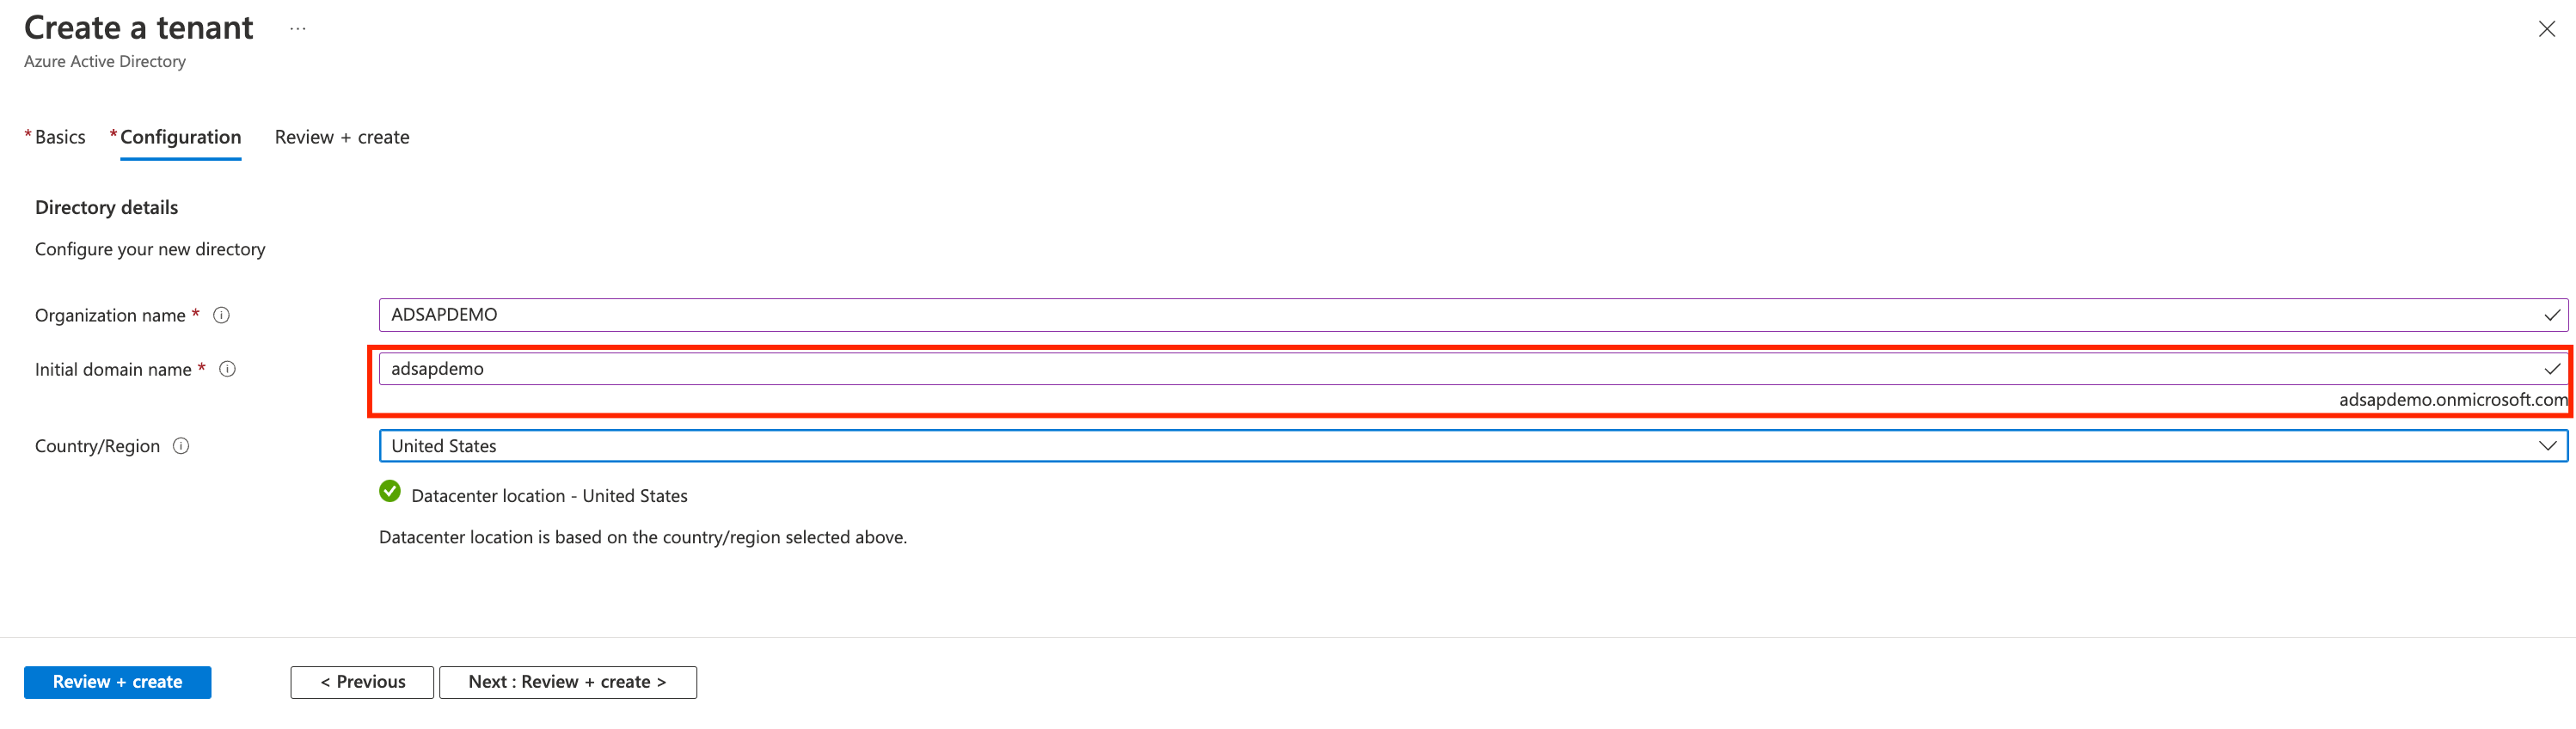 Create a tenant ...
Azure Active Directory
* Basics * Configuration Review + create
Directory details
Configure your new directory
Organization name * ADSAPDEMO
Initial domain name * adsapdemo
adsapdemo.onmicrosoft.com
Country/Region United States
Datacenter location - United States
Datacenter location is based on the country/region selected above.
Review + create < Previous Next : Review + create >